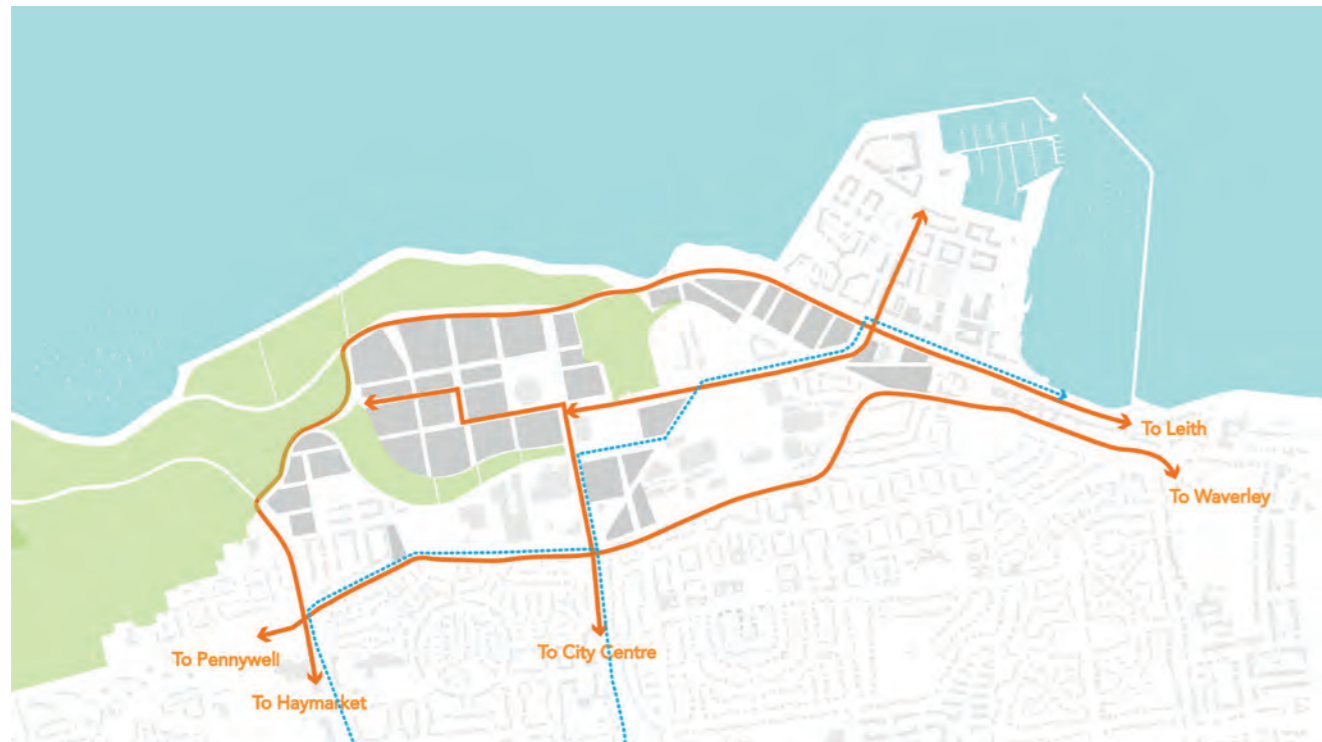 To Leith
To Waverley
To City Centre
To Pennywell
To Haymarket